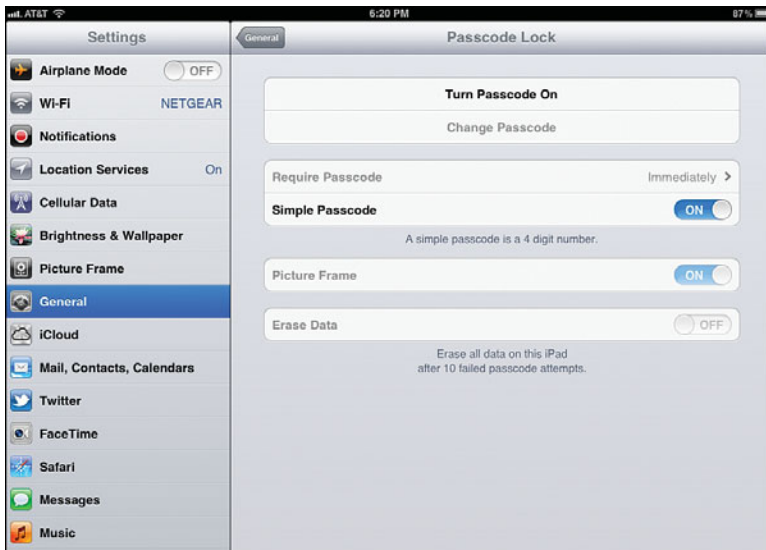 AT&T 6:20 PM 87%
Settings
General Passcode Lock
Airplane Mode OFF
Wi-Fi NETGEAR
Notifications
Location Services On
Cellular Data
Brightness & Wallpaper
Picture Frame
General
iCloud
Mail, Contacts, Calendars
Twitter
FaceTime
Safari
Messages
Music
Turn Passcode On
Change Passcode
Require Passcode Immediately
Simple Passcode ON
A simple passcode is a 4 digit number.
Picture Frame ON
Erase Data OFF
Erase all data on this iPad
after 10 failed passcode attempts.